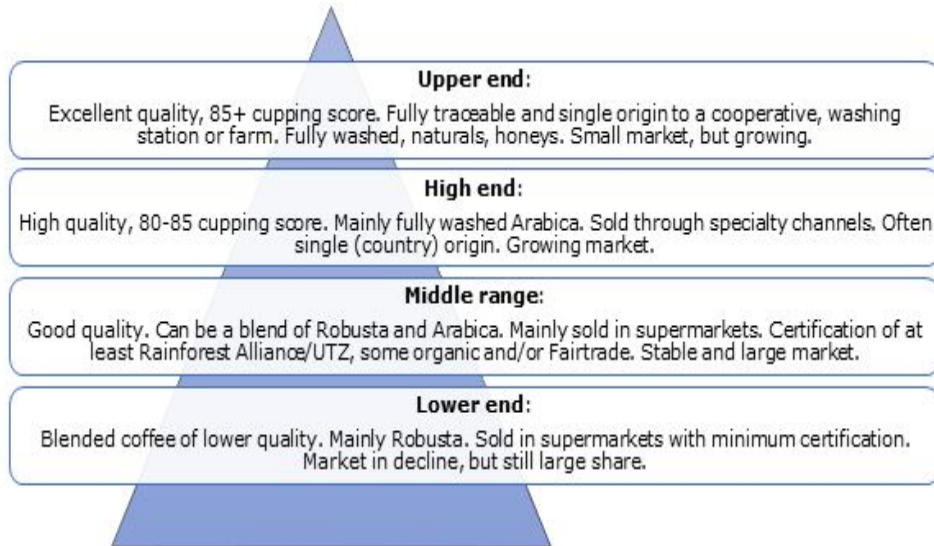 Upper end:
Excellent quality, 85+ cupping score. Fully traceable and single origin to a cooperative, washing
station or farm. Fully washed, naturals, honeys. Small market, but growing.
High end:
High quality, 80-85 cupping score. Mainly fully washed Arabica. Sold through specialty channels. Often
single (country) origin. Growing market.
Middle range:
Good quality. Can be a blend of Robusta and Arabica. Mainly sold in supermarkets. Certification of at
least Rainforest Alliance/UTZ, some organic and/or Fairtrade. Stable and large market.
Lower end:
Blended coffee of lower quality. Mainly Robusta. Sold in supermarkets with minimum certification.
Market in decline, but still large share.